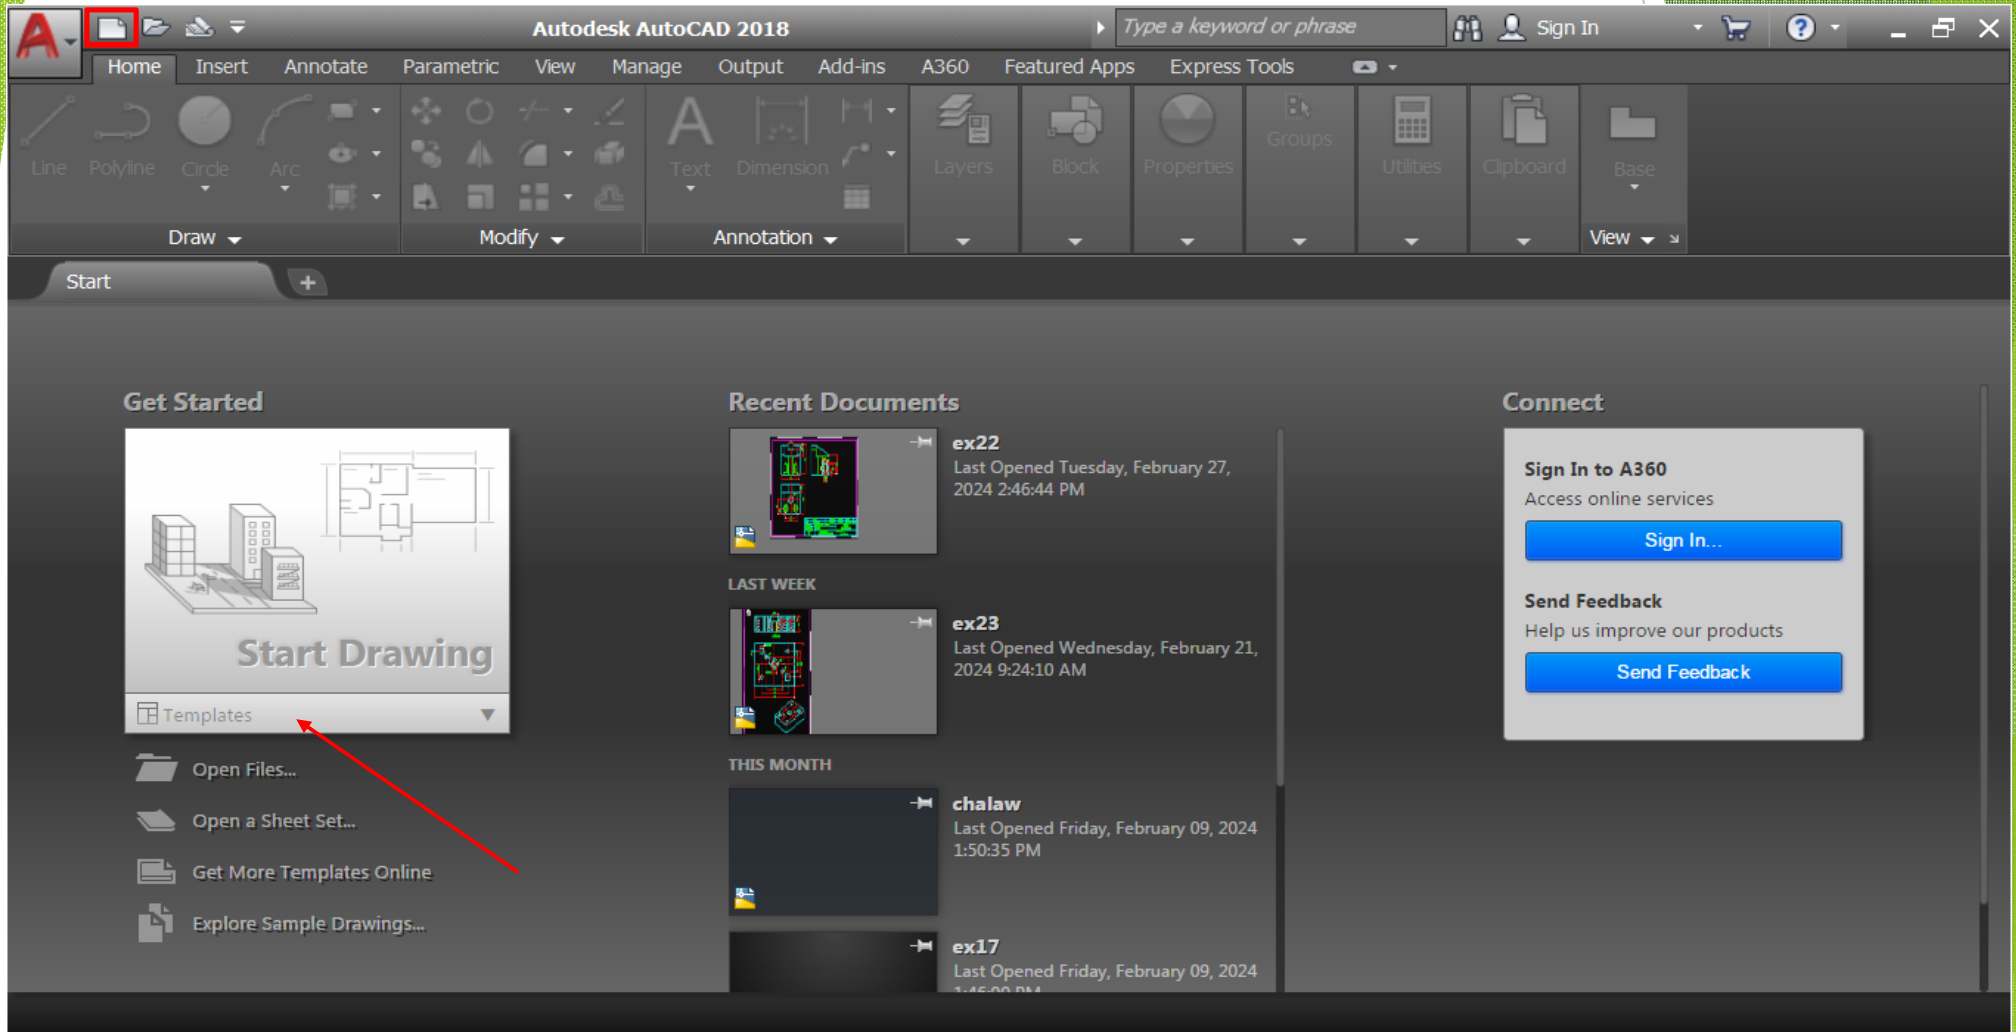 Autodesk AutoCAD 2018
Type a keyword or phrase
Sign In
Home Insert Annotate Parametric View Manage Output Add-ins A360 Featured Apps Express Tools
Line Polyline Circle Arc
Text Dimension
Layers
Block
Properties
Groups
Utilities
Clipboard
Base
Draw
Modify
Annotation
View
Start
Get Started
Start Drawing
Templates
Open Files...
Open a Sheet Set...
Get More Templates Online
Explore Sample Drawings...
Recent Documents
ex22
Last Opened Tuesday, February 27,
2024 2:46:44 PM
LAST WEEK
ex23
Last Opened Wednesday, February 21,
2024 9:24:10 AM
THIS MONTH
chalaw
Last Opened Friday, February 09, 2024
1:50:35 PM
ex17
Last Opened Friday, February 09, 2024
Connect
Sign In to A360
Access online services
Sign In...
Send Feedback
Help us improve our products
Send Feedback